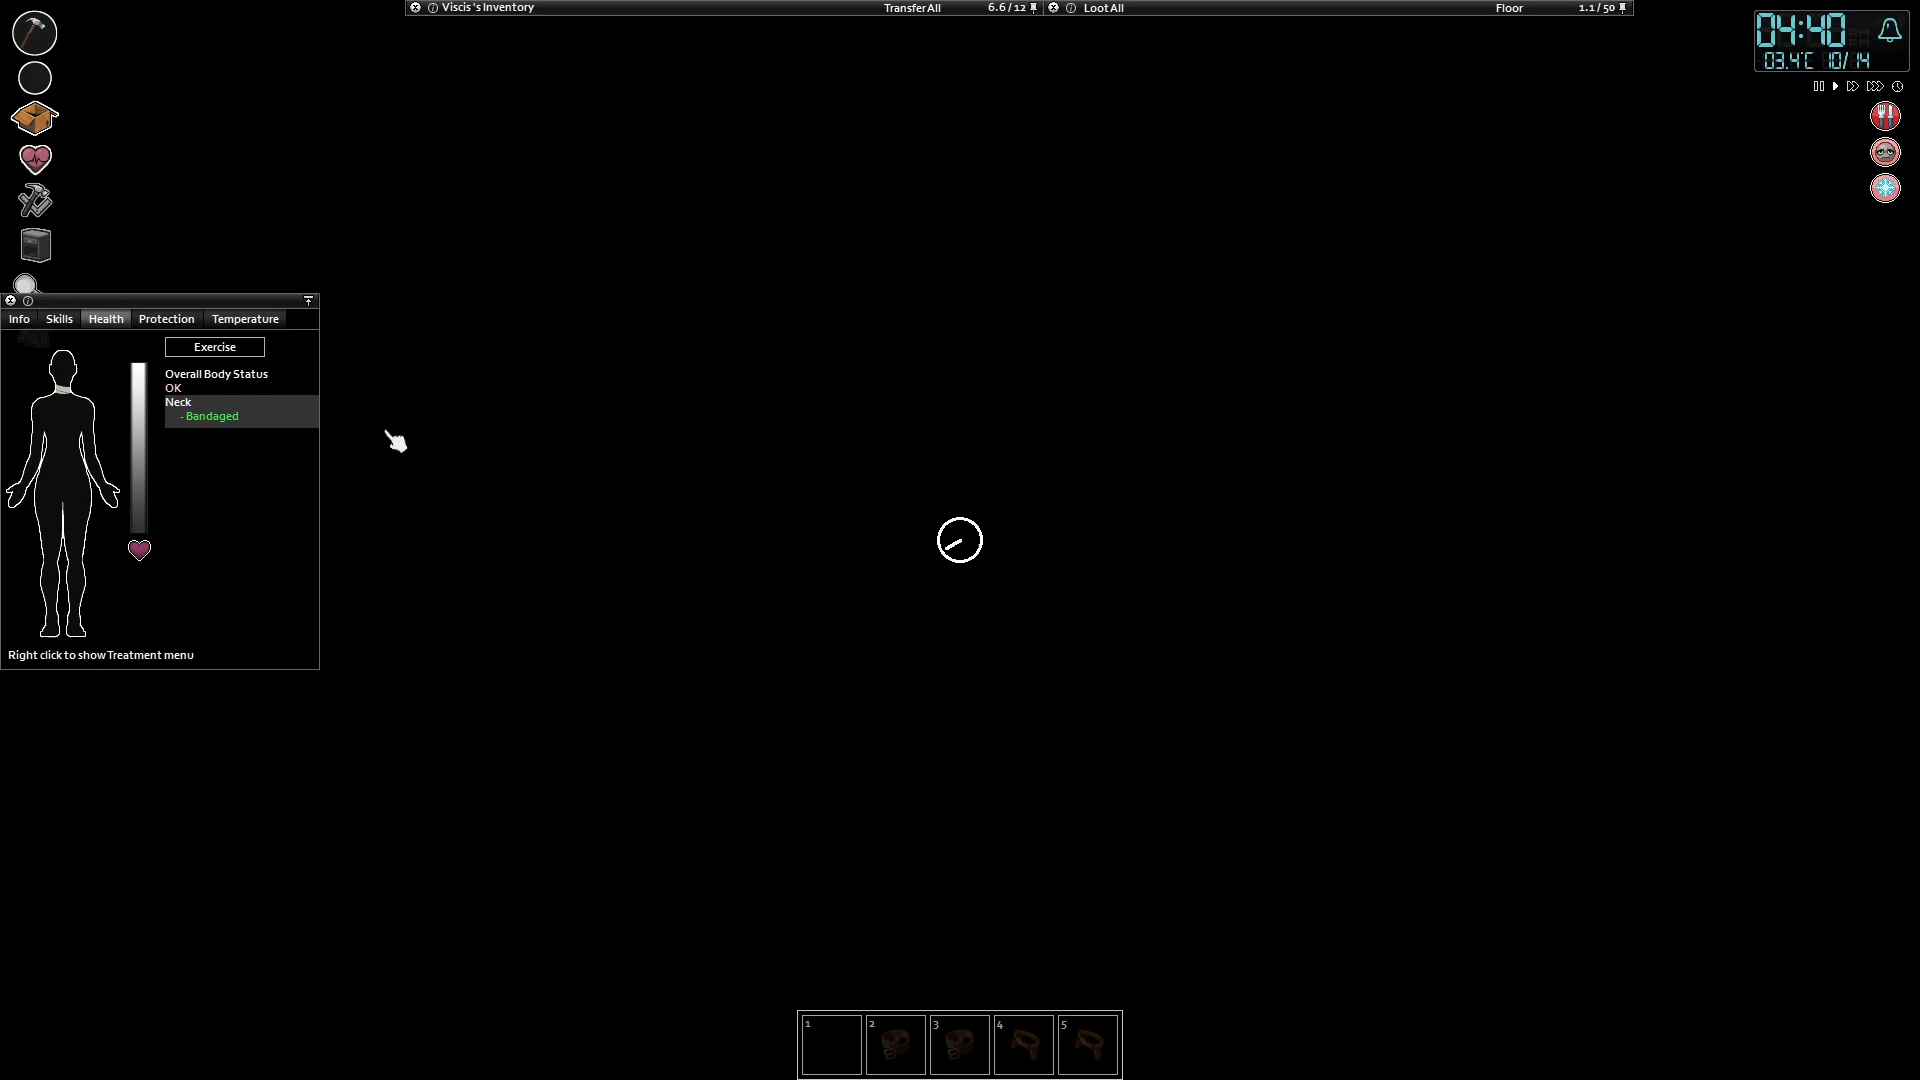 Viscis 's Inventory Transfer All 6.6 / 12
Loot All Floor 1.1 / 50
04:40
03.4°C 10/14
AM
PM
Info Skills Health Protection Temperature
Exercise
Overall Body Status
OK
Neck
- Bandaged
Right click to show Treatment menu
1 2 3 4 5